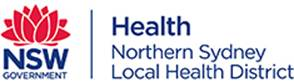 NSW
GOVERNMENT
Health
Northern Sydney
Local Health District